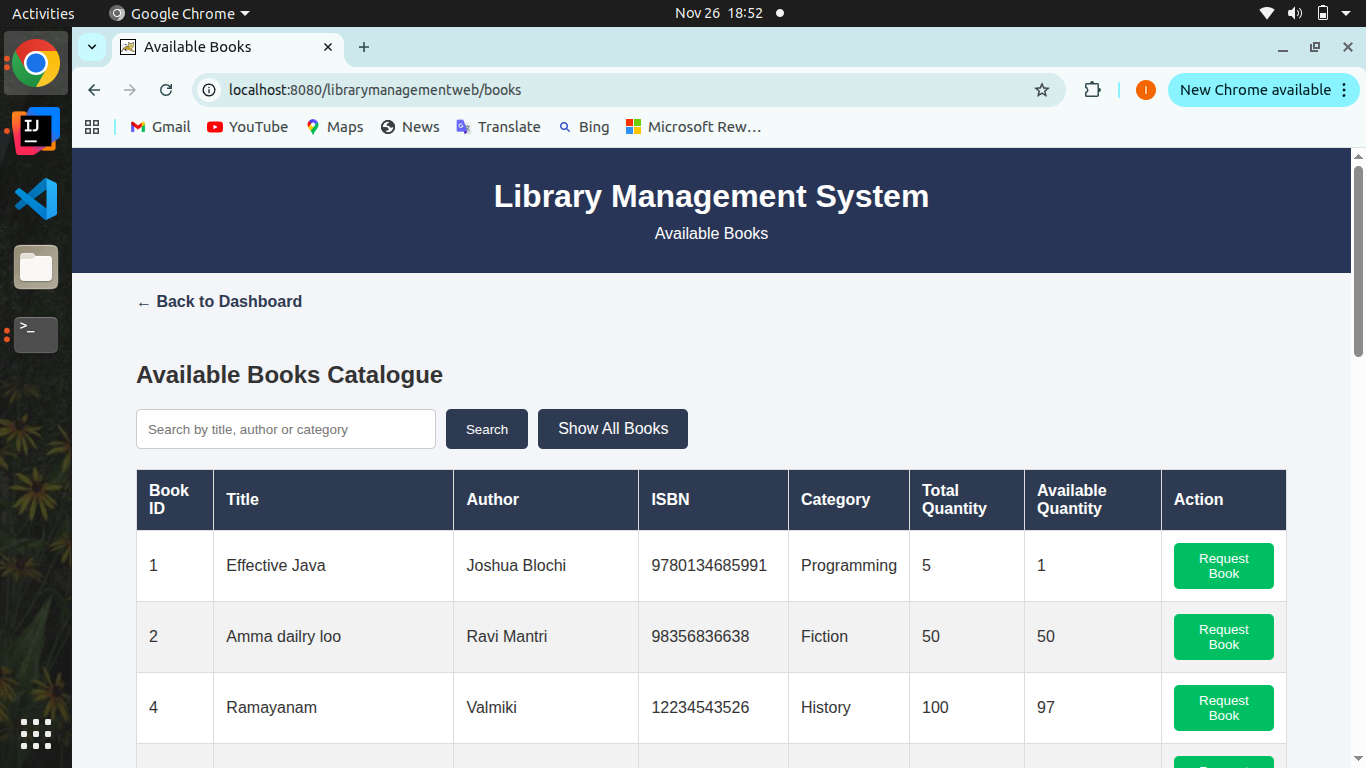 Activities
Google Chrome
Nov 26 18:52
Available Books
localhost:8080/librarymanagementweb/books
I
New Chrome available
Gmail
YouTube
Maps
News
Translate
Bing
Microsoft Rew…
Library Management System
Available Books
← Back to Dashboard
Available Books Catalogue
Search by title, author or category
Search
Show All Books
Book ID Title Author ISBN Category Total Quantity Available Quantity Action
1 Effective Java Joshua Blochi 9780134685991 Programming 5 1 Request Book
2 Amma dailry loo Ravi Mantri 98356836638 Fiction 50 50 Request Book
4 Ramayanam Valmiki 12234543526 History 100 97 Request Book